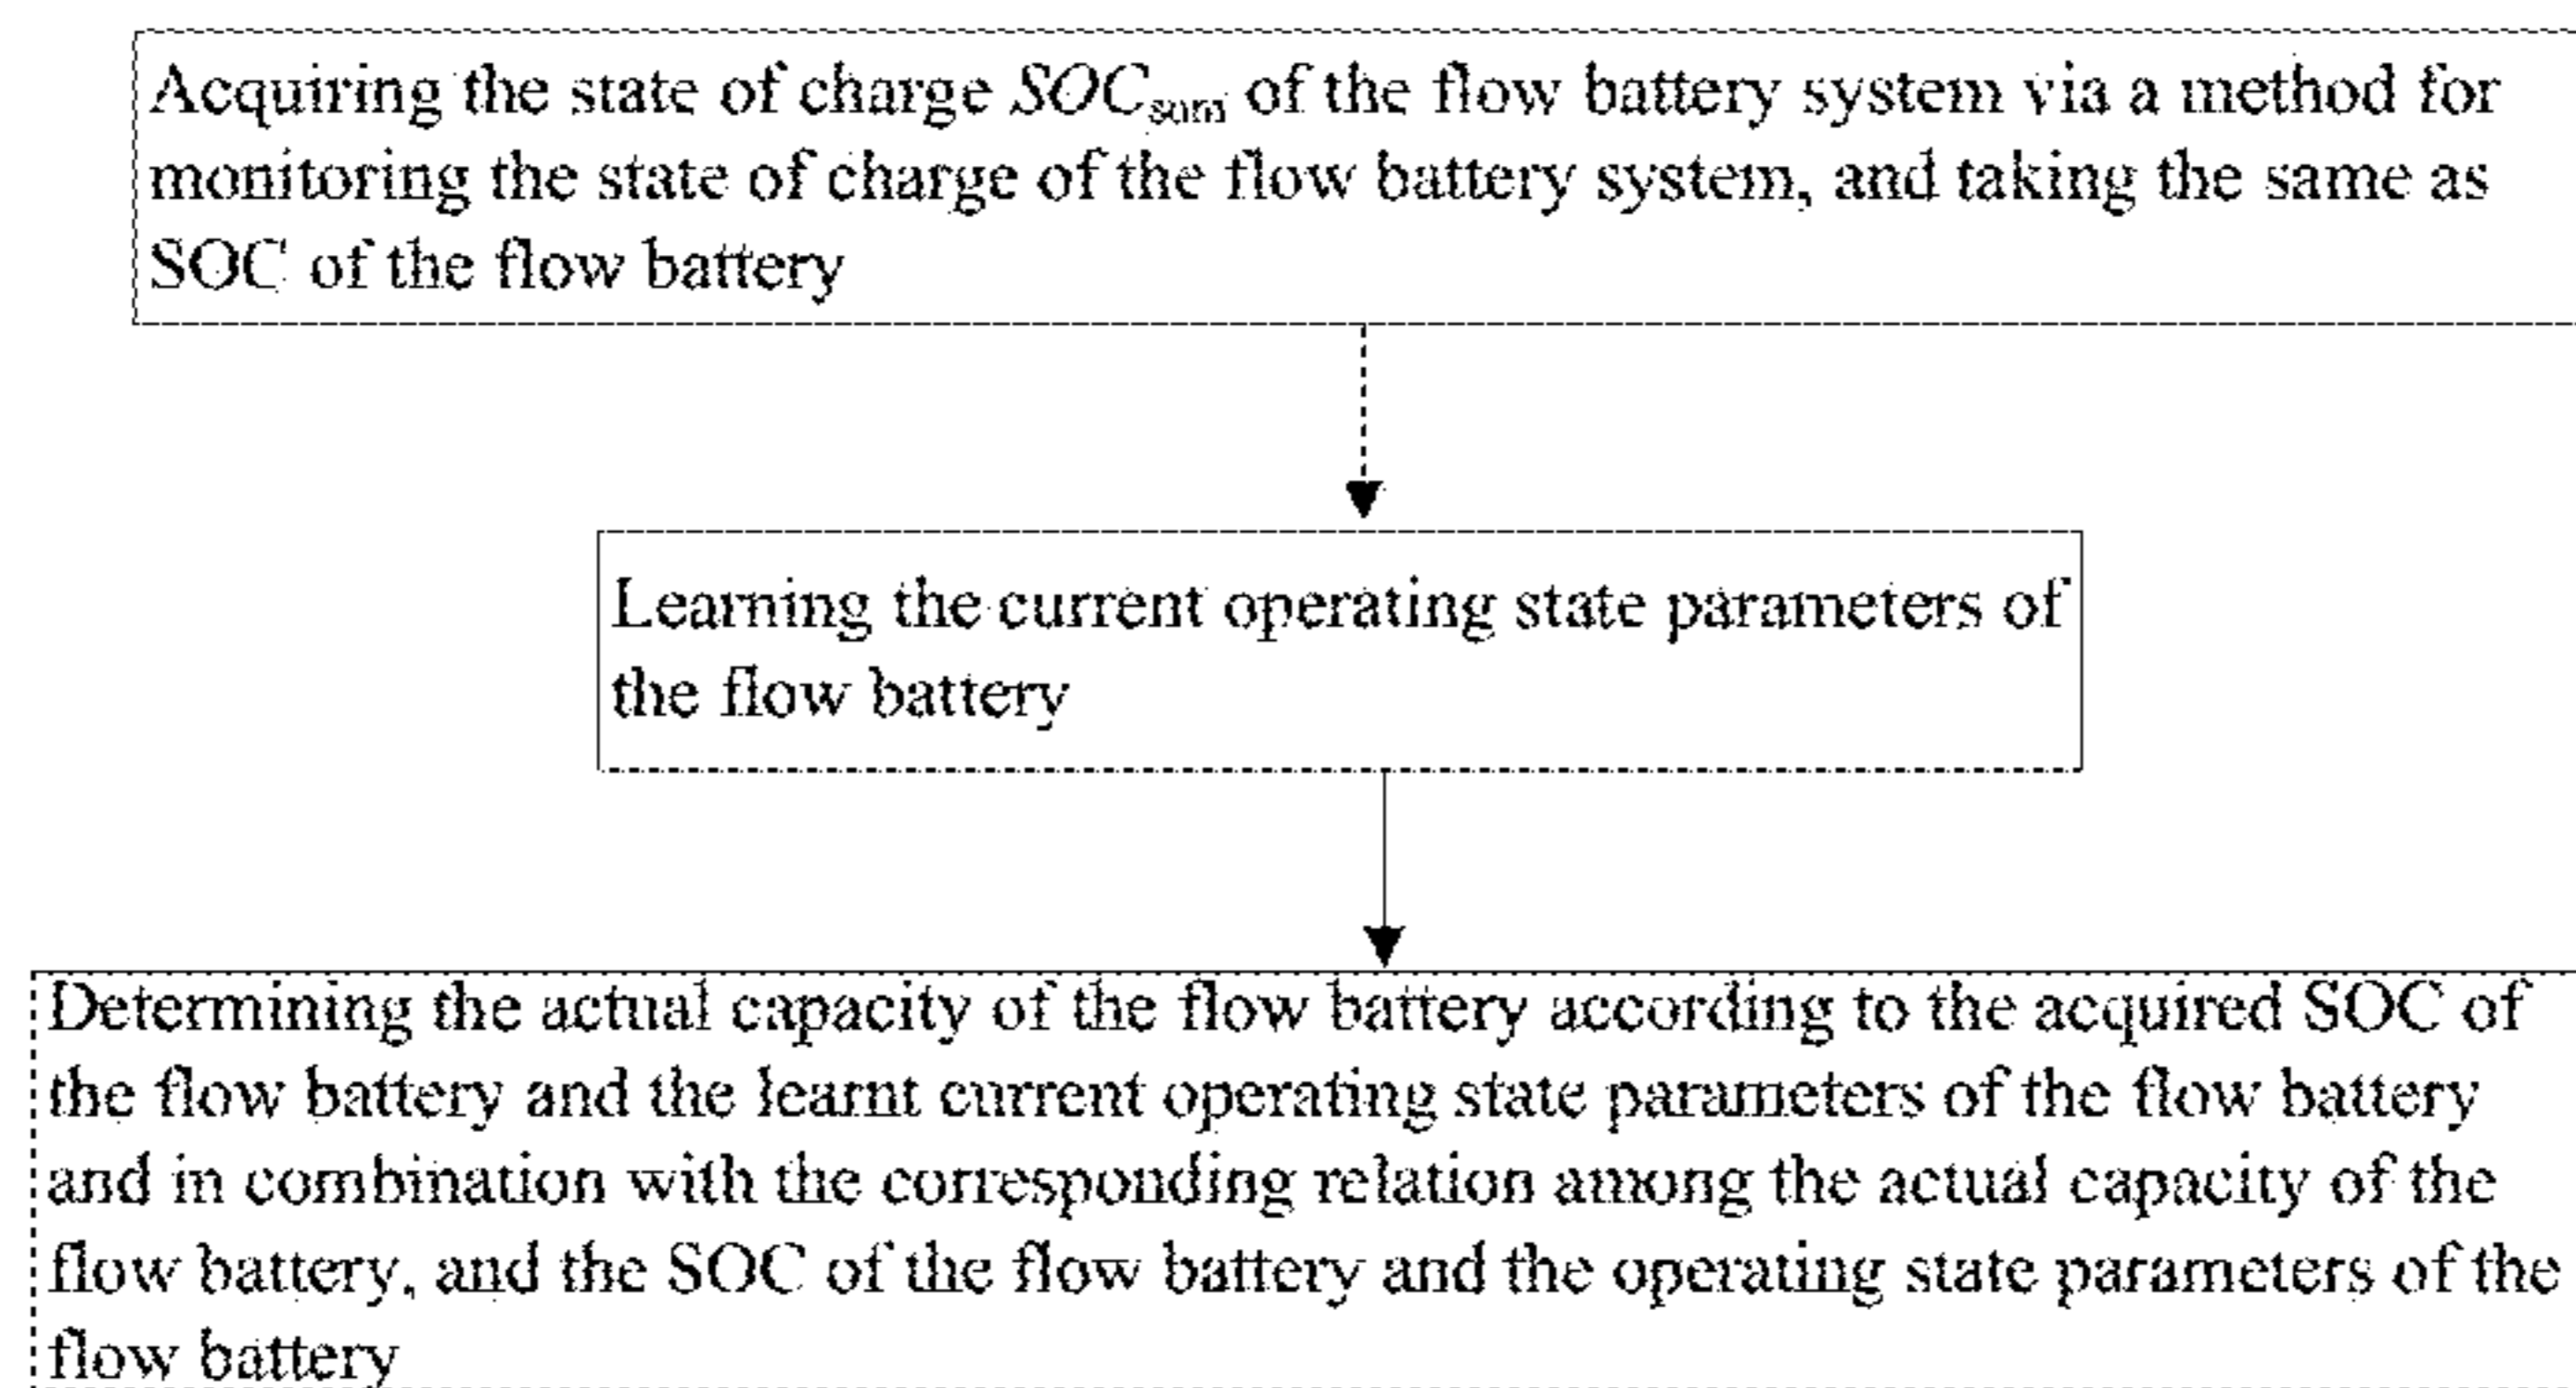 Acquiring the state of charge SOCsum of the flow battery system via a method for
monitoring the state of charge of the flow battery system, and taking the same as
SOC of the flow battery
Learning the current operating state parameters of
the flow battery
Determining the actual capacity of the flow battery according to the acquired SOC of
the flow battery and the learnt current operating state parameters of the flow battery
and in combination with the corresponding relation among the actual capacity of the
flow battery, and the SOC of the flow battery and the operating state parameters of the
flow battery